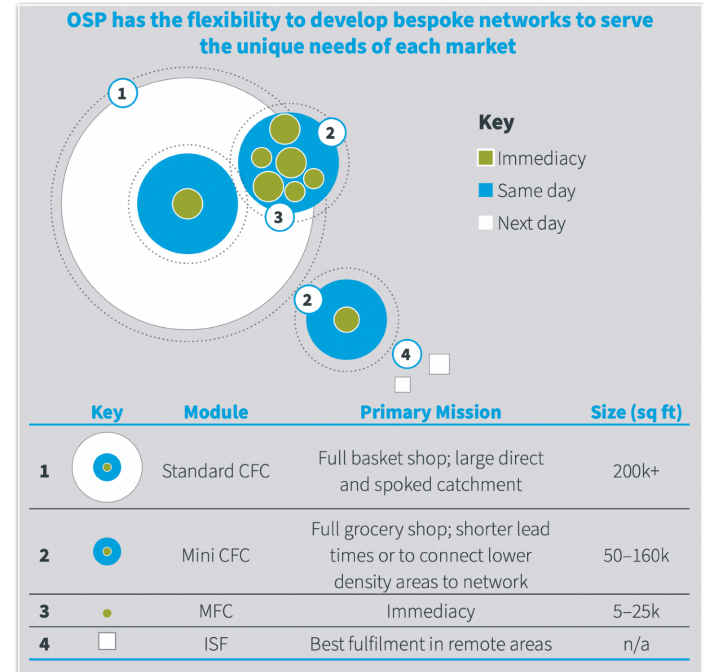 OSP has the flexibility to develop bespoke networks to serve
the unique needs of each market
1
2
3
2
4
Key
Immediacy
Same day
Next day
Key Module Primary Mission Size (sq ft)
1 Standard CFC Full basket shop; large direct
and spoked catchment 200k+
2 Mini CFC Full grocery shop; shorter lead
times or to connect lower
density areas to network 50–160k
3 MFC Immediacy 5–25k
4 ISF Best fulfilment in remote areas n/a